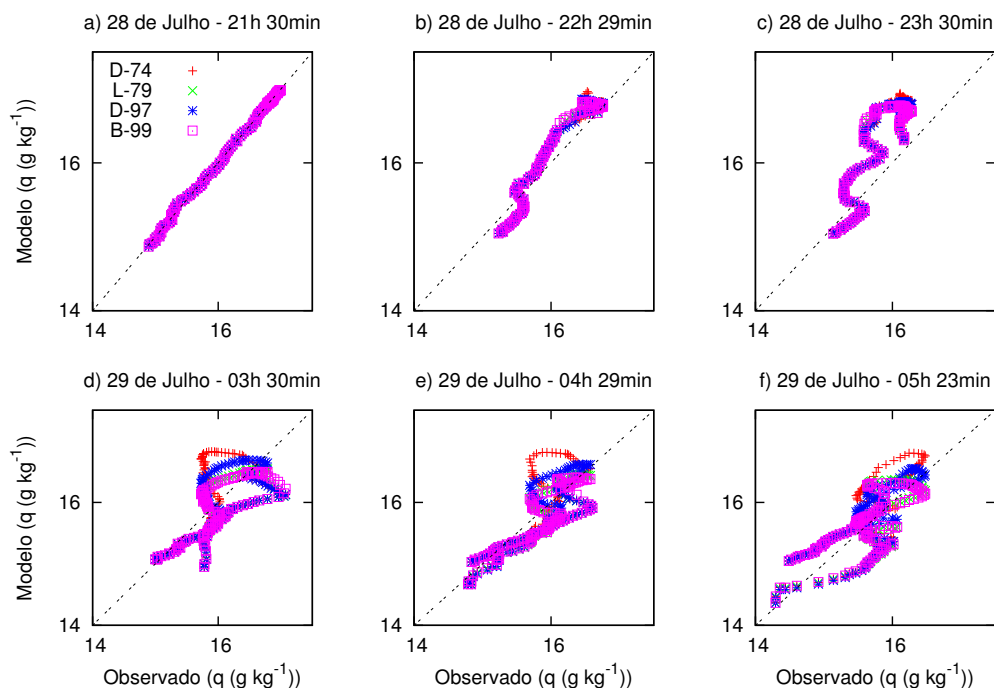 a) 28 de Julho - 21h 30min
b) 28 de Julho - 22h 29min
c) 28 de Julho - 23h 30min
D-74
L-79
D-97
B-99
Modelo (q (g kg⁻¹))
16
14
14
16
16
14
14
16
16
14
14
16
d) 29 de Julho - 03h 30min
e) 29 de Julho - 04h 29min
f) 29 de Julho - 05h 23min
Modelo (q (g kg⁻¹))
16
14
14
16
Observado (q (g kg⁻¹))
16
14
14
16
Observado (q (g kg⁻¹))
16
14
14
16
Observado (q (g kg⁻¹))